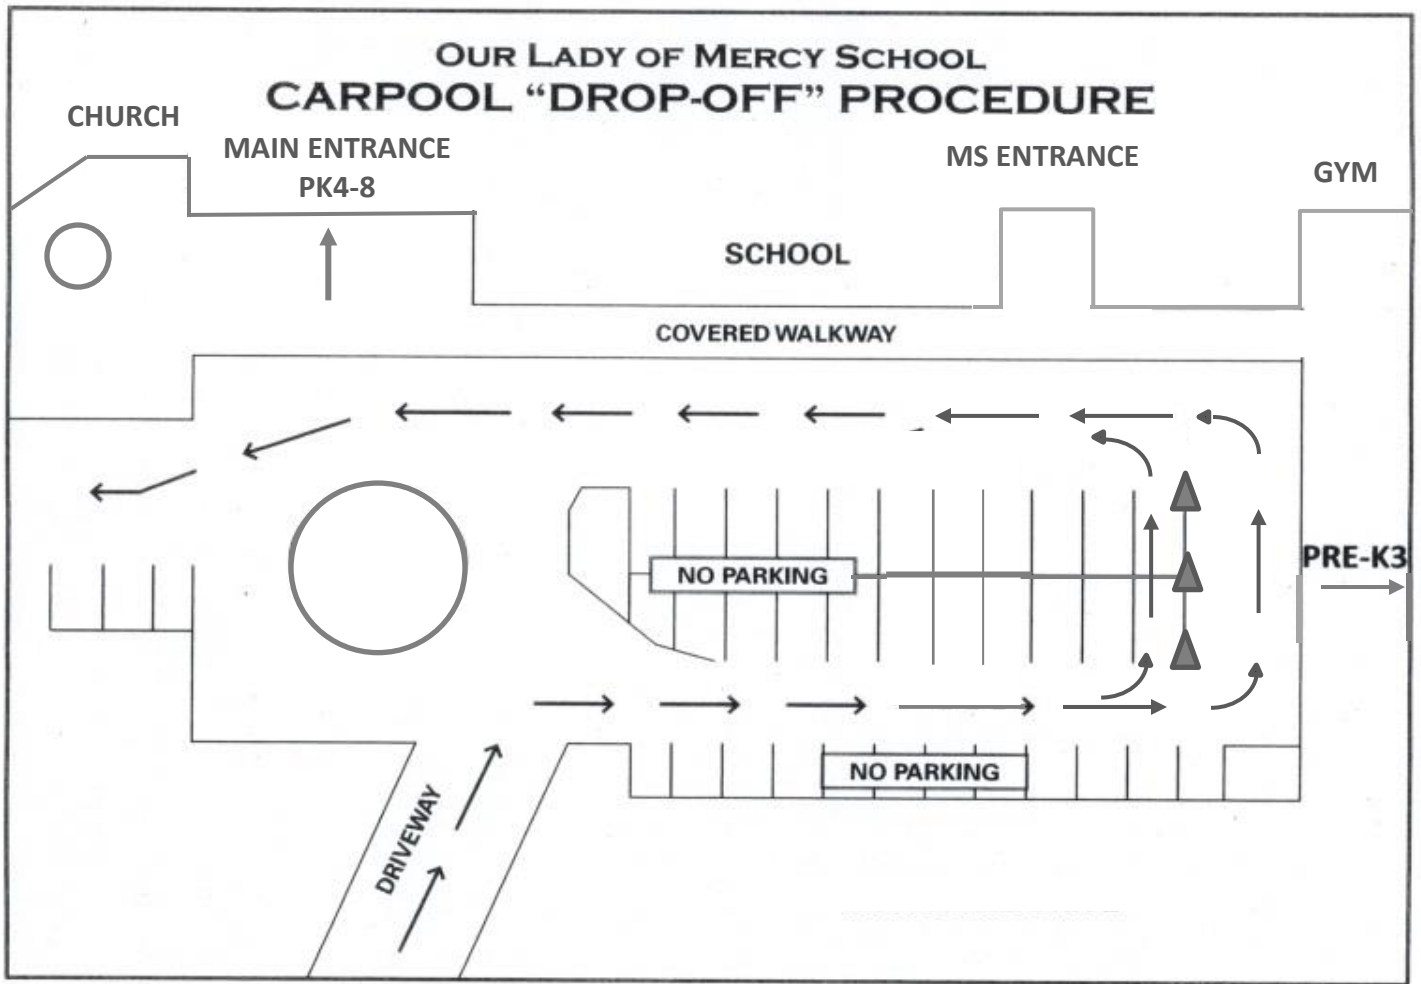 OUR LADY OF MERCY SCHOOL
CARPOOL “DROP-OFF” PROCEDURE
CHURCH
MAIN ENTRANCE
PK4-8
MS ENTRANCE
GYM
SCHOOL
COVERED WALKWAY
NO PARKING
PRE-K3
NO PARKING
DRIVEWAY